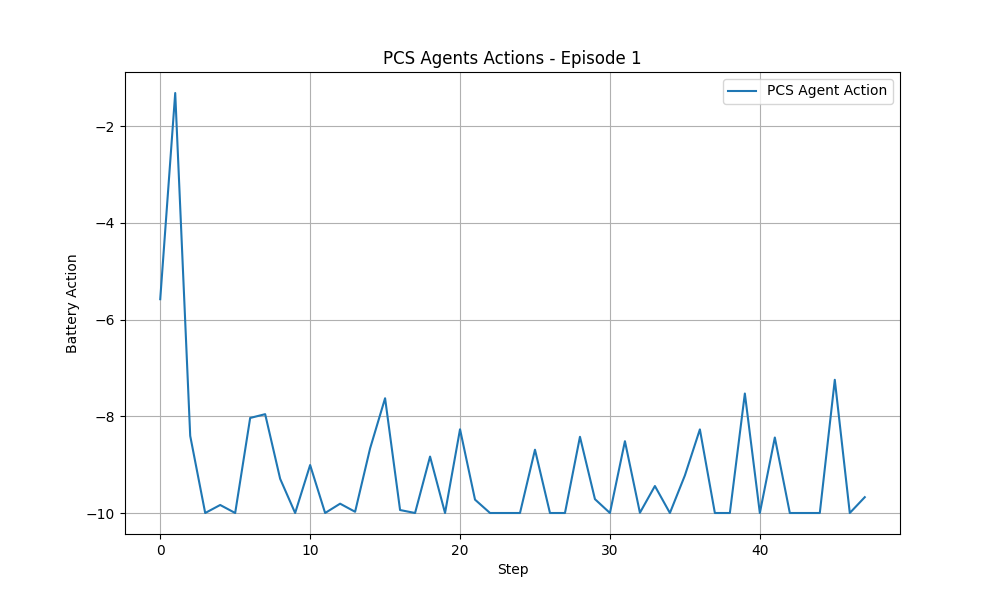 PCS Agents Actions - Episode 1
PCS Agent Action
−2
−4
−6
−8
−10
Battery Action
0 10 20 30 40
Step